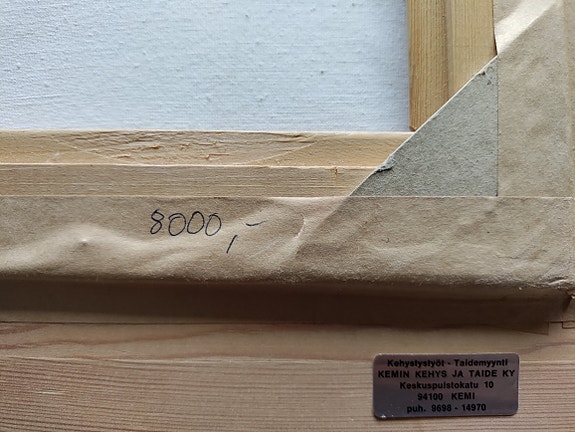 8000,-
Kehystystyöt - Taidemyynti
KEMIN KEHYS JA TAIDE KY
Keskuspuistokatu 10
94100 KEMI
puh. 9698 - 14970